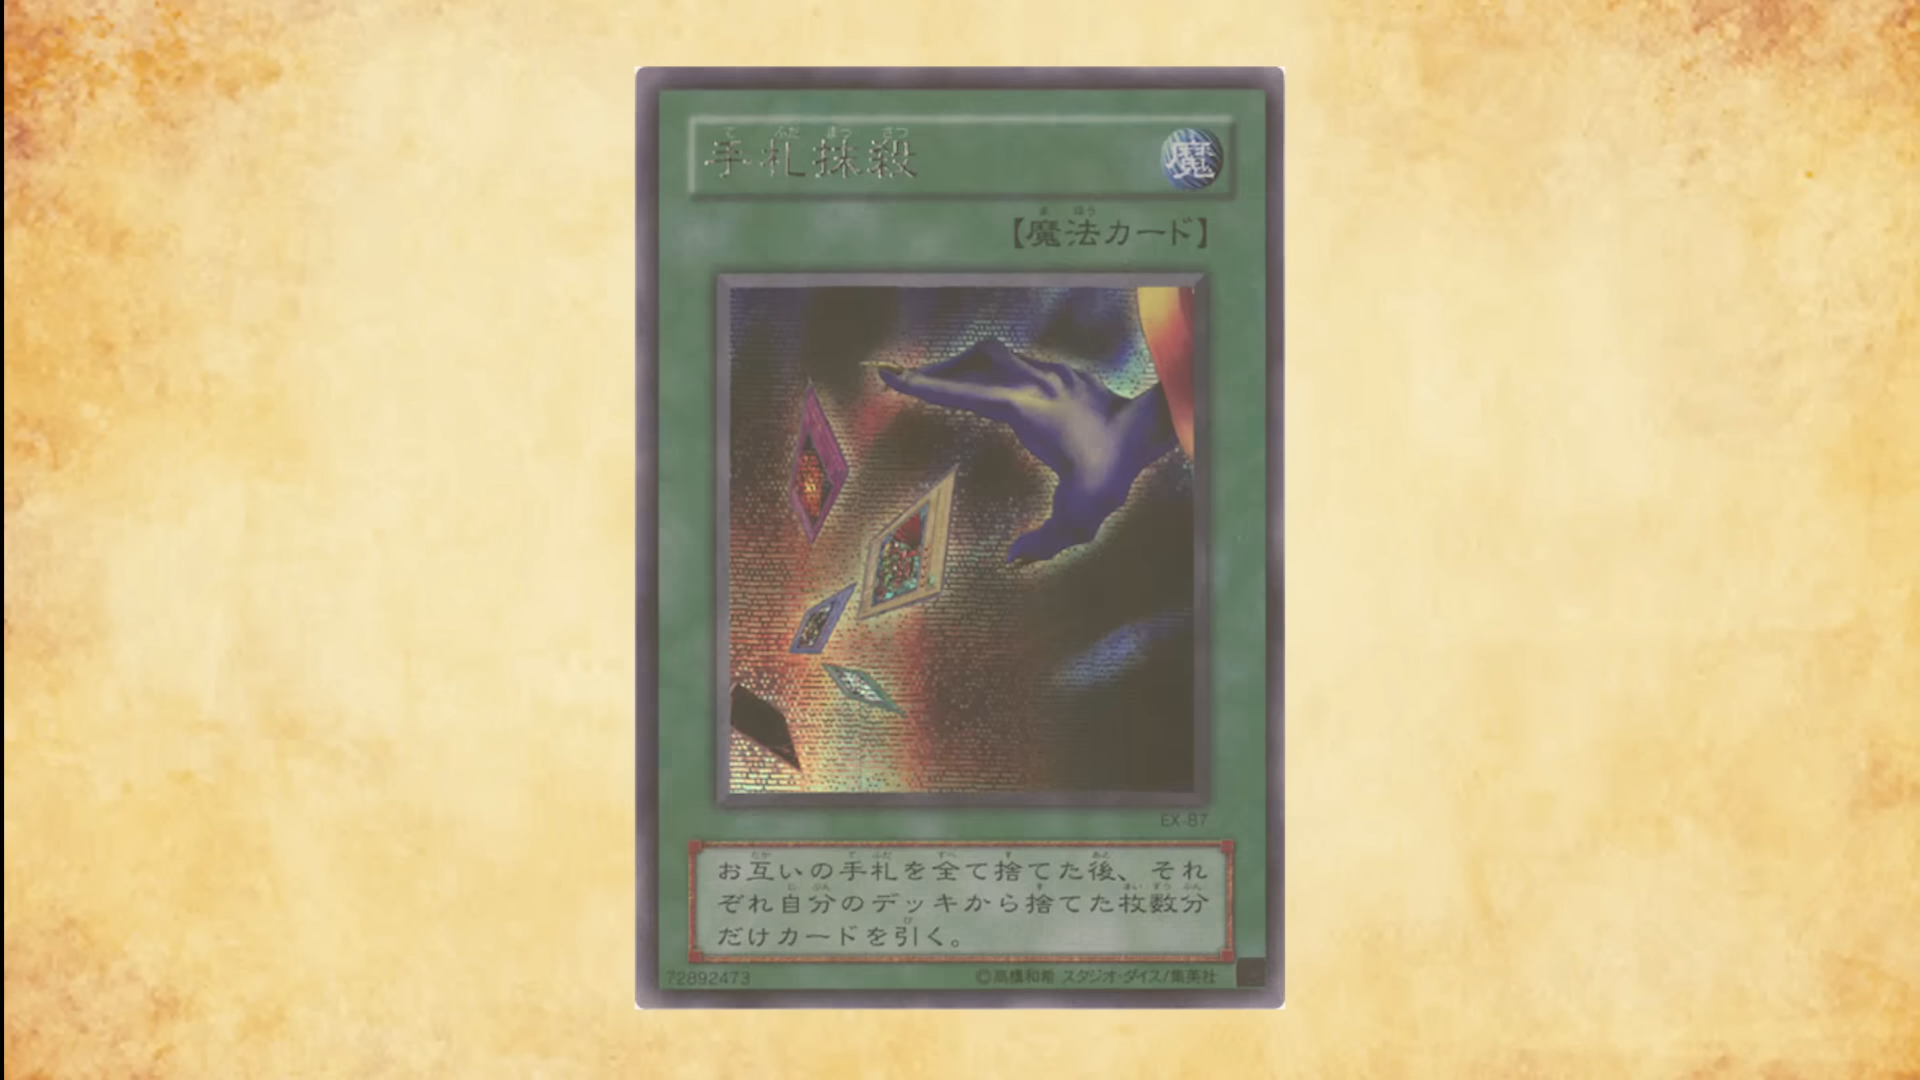 手札抹殺
魔
【魔法カード】
EX-87
お互いの手札を全て捨てた後、それ
ぞれ自分のデッキから捨てた枚数分
だけカードを引く。
72892473
©高橋和希 スタジオ・ダイス/集英社